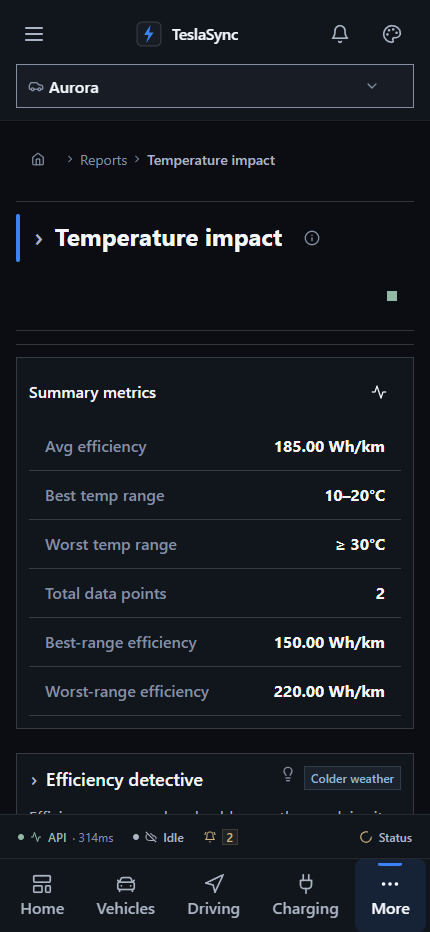 TeslaSync
Aurora
Reports Temperature impact
Temperature impact
Summary metrics
Avg efficiency 185.00 Wh/km
Best temp range 10–20°C
Worst temp range ≥ 30°C
Total data points 2
Best-range efficiency 150.00 Wh/km
Worst-range efficiency 220.00 Wh/km
Efficiency detective Colder weather
API · 314ms Idle 2 Status
Home Vehicles Driving Charging More